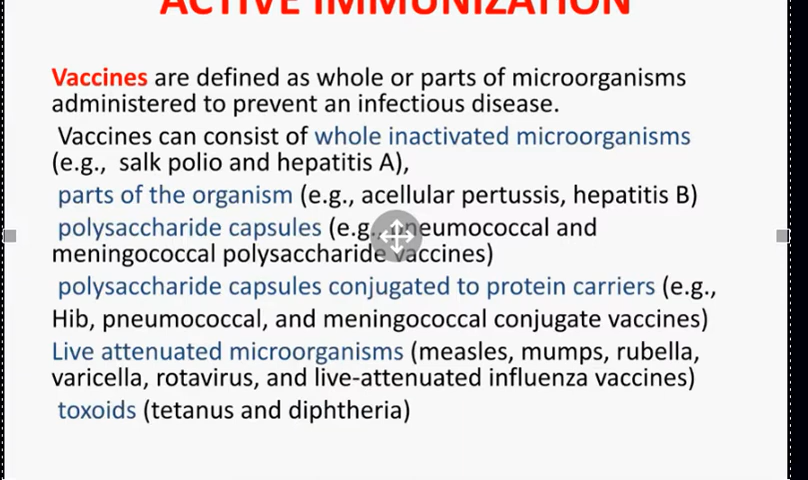 ACTIVE IMMUNIZATION
Vaccines are defined as whole or parts of microorganisms
administered to prevent an infectious disease.
Vaccines can consist of whole inactivated microorganisms
(e.g., salk polio and hepatitis A),
parts of the organism (e.g., acellular pertussis, hepatitis B)
polysaccharide capsules (e.g., pneumococcal and
meningococcal polysaccharide vaccines)
polysaccharide capsules conjugated to protein carriers (e.g.,
Hib, pneumococcal, and meningococcal conjugate vaccines)
Live attenuated microorganisms (measles, mumps, rubella,
varicella, rotavirus, and live-attenuated influenza vaccines)
toxoids (tetanus and diphtheria)